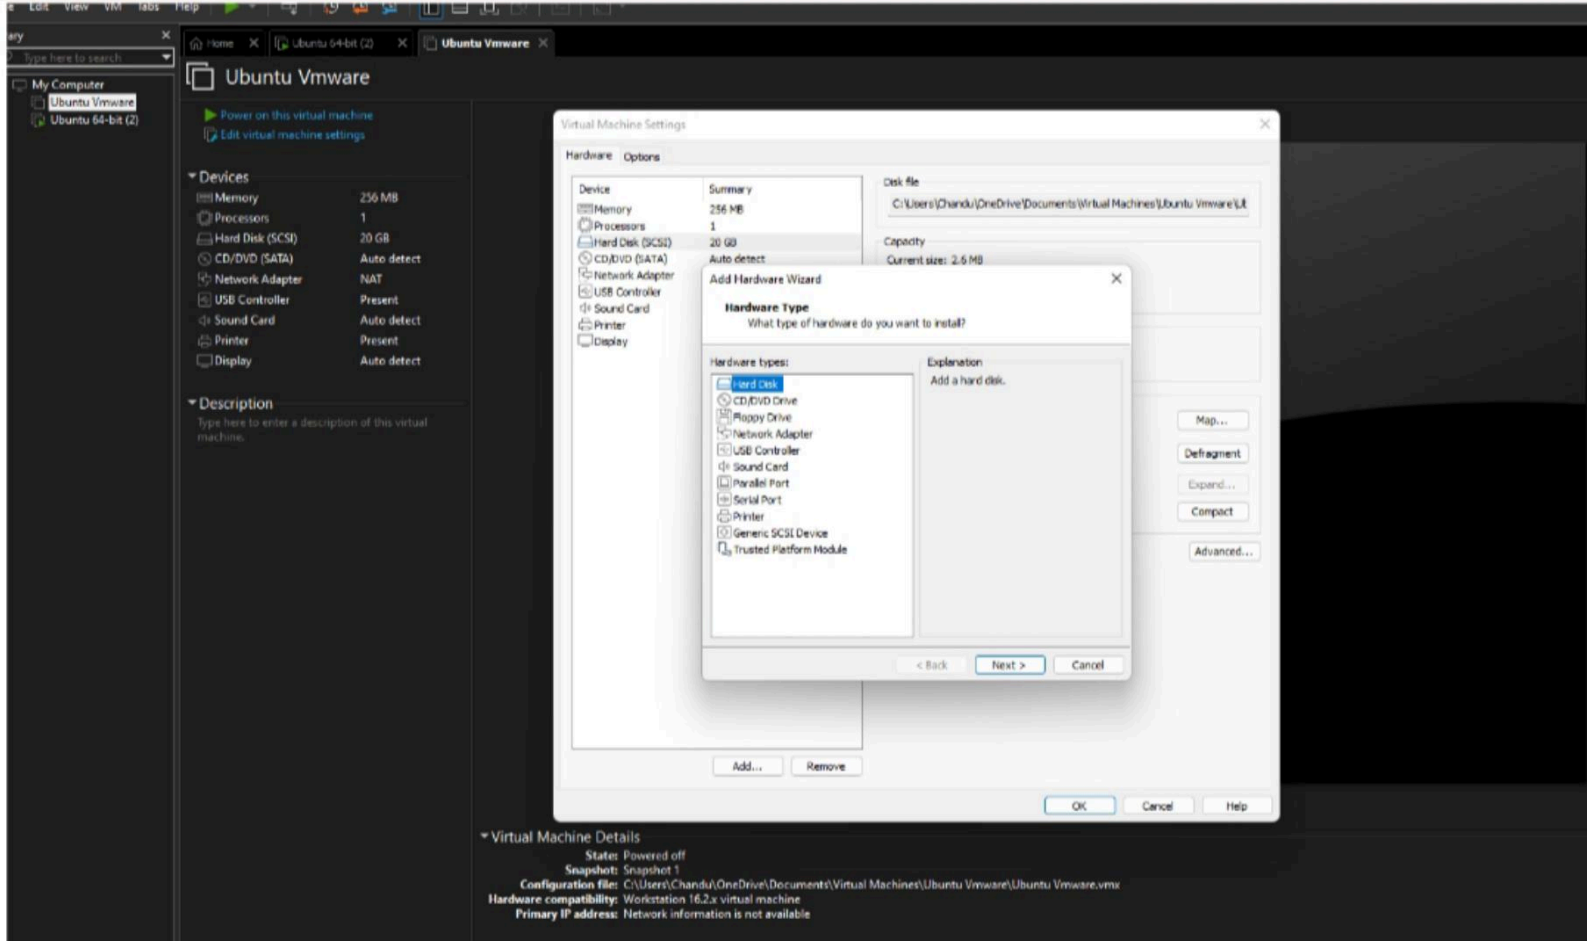 Edit View VM Tabs Help
ary
Type here to search
My Computer
Ubuntu Vmware
Ubuntu 64-bit (2)
Home Ubuntu 64-bit (2) Ubuntu Vmware
Ubuntu Vmware
Power on this virtual machine
Edit virtual machine settings
Devices
Memory 256 MB
Processors 1
Hard Disk (SCSI) 20 GB
CD/DVD (SATA) Auto detect
Network Adapter NAT
USB Controller Present
Sound Card Auto detect
Printer Present
Display Auto detect
Description
Type here to enter a description of this virtual
machine.
Virtual Machine Settings
Hardware Options
Device Summary
Memory 256 MB
Processors 1
Hard Disk (SCSI) 20 GB
CD/DVD (SATA) Auto detect
Network Adapter
USB Controller
Sound Card
Printer
Display
Add... Remove
Disk file
C:\Users\Chandu\OneDrive\Documents\Virtual Machines\Ubuntu Vmware\Ub
Capacity
Current size: 2.6 MB
Map...
Defragment
Expand...
Compact
Advanced...
OK Cancel Help
Add Hardware Wizard
Hardware Type
What type of hardware do you want to install?
Hardware types:
Hard Disk
CD/DVD Drive
Floppy Drive
Network Adapter
USB Controller
Sound Card
Parallel Port
Serial Port
Printer
Generic SCSI Device
Trusted Platform Module
Explanation
Add a hard disk.
< Back Next > Cancel
Virtual Machine Details
State: Powered off
Snapshot: Snapshot 1
Configuration file: C:\Users\Chandu\OneDrive\Documents\Virtual Machines\Ubuntu Vmware\Ubuntu Vmware.vmx
Hardware compatibility: Workstation 16.2.x virtual machine
Primary IP address: Network information is not available